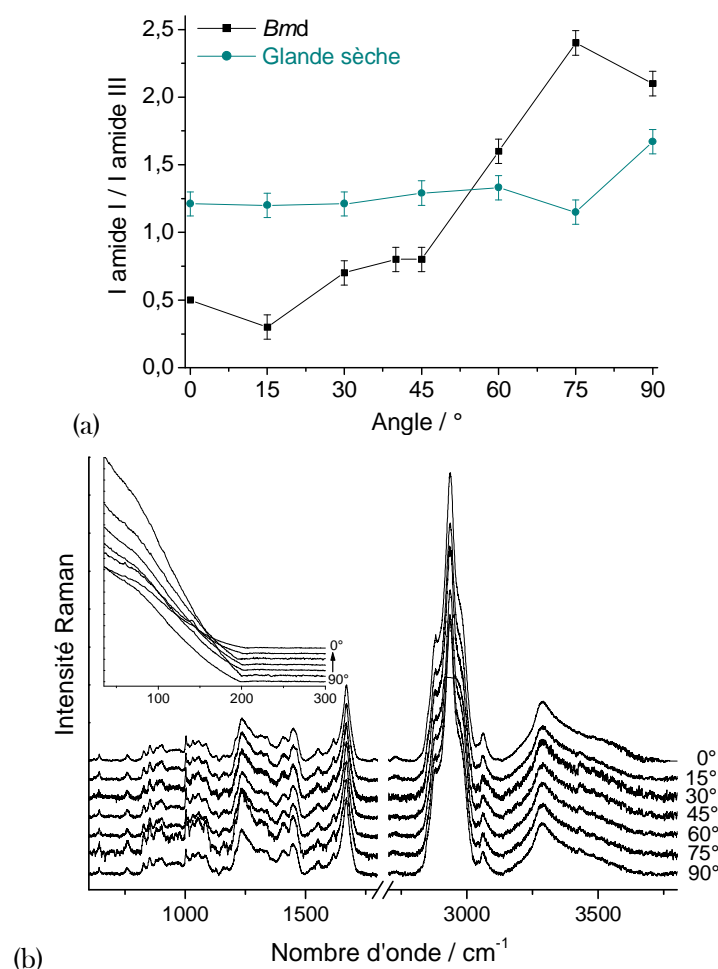 2,5
2,0
1,5
1,0
0,5
0,0
I amide I / I amide III
Bmd
Glande sèche
0 15 30 45 60 75 90
Angle / °
(a)
Intensité Raman
0°
90°
100 200 300
0°
15°
30°
45°
60°
75°
90°
1000 1500 3000 3500
Nombre d'onde / cm-1
(b)